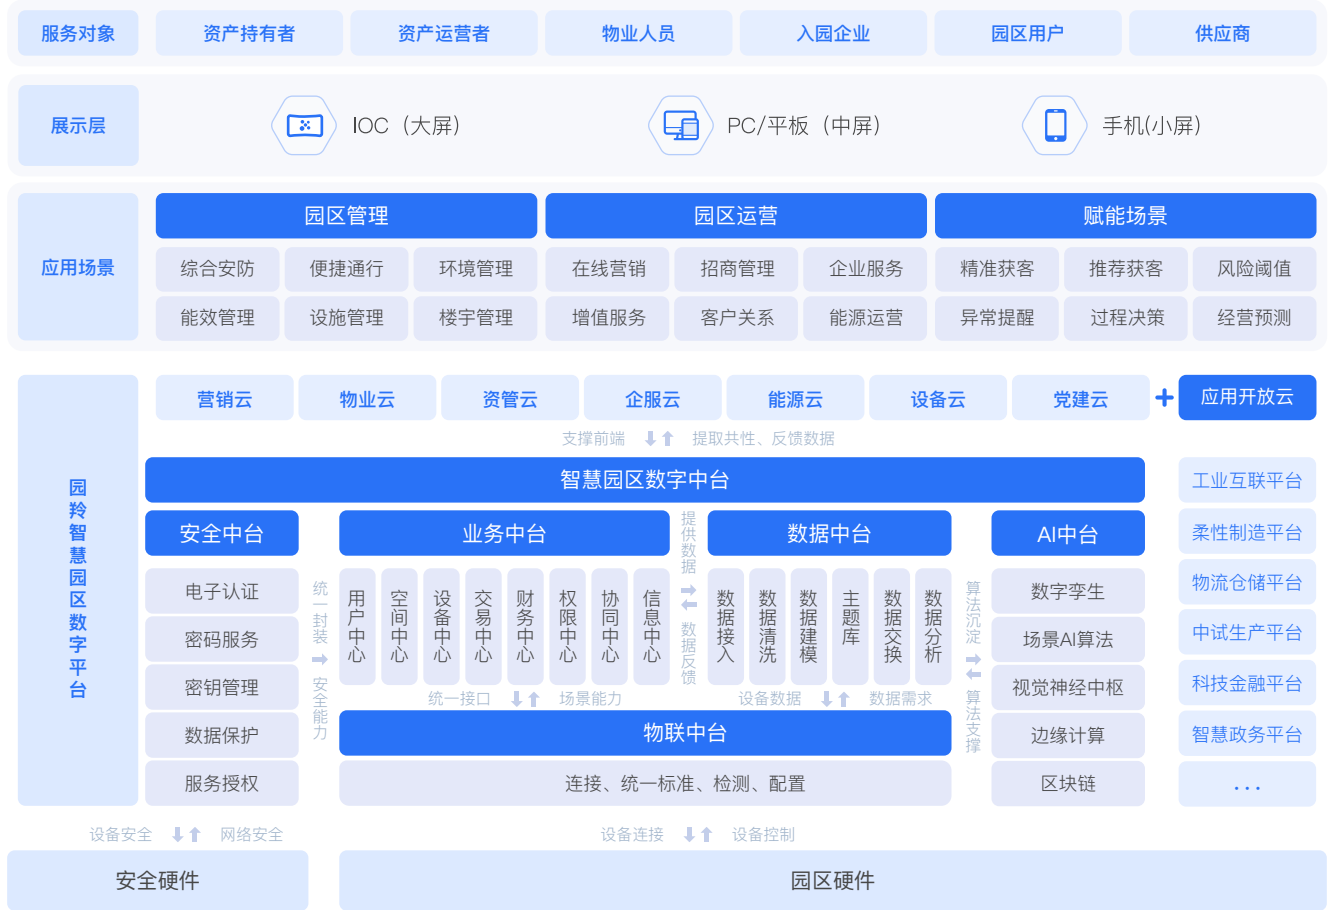 服务对象
资产持有者
资产运营者
物业人员
入园企业
园区用户
供应商
展示层
IOC（大屏）
PC/平板（中屏）
手机(小屏)
应用场景
园区管理
园区运营
赋能场景
综合安防
便捷通行
环境管理
在线营销
招商管理
企业服务
精准获客
推荐获客
风险阈值
能效管理
设施管理
楼宇管理
增值服务
客户关系
能源运营
异常提醒
过程决策
经营预测
园羚智慧园区数字平台
营销云
物业云
资管云
企服云
能源云
设备云
党建云
+
应用开放云
支撑前端
提取共性、反馈数据
智慧园区数字中台
安全中台
电子认证
密码服务
密钥管理
数据保护
服务授权
统一封装
安全能力
业务中台
用户中心
空间中心
设备中心
交易中心
财务中心
权限中心
协同中心
信息中心
提供数据
数据反馈
数据中台
数据接入
数据清洗
数据建模
主题库
数据交换
数据分析
统一接口
场景能力
设备数据
数据需求
物联中台
连接、统一标准、检测、配置
算法沉淀
算法支撑
AI中台
数字孪生
场景AI算法
视觉神经中枢
边缘计算
区块链
工业互联平台
柔性制造平台
物流仓储平台
中试生产平台
科技金融平台
智慧政务平台
...
设备安全
网络安全
设备连接
设备控制
安全硬件
园区硬件